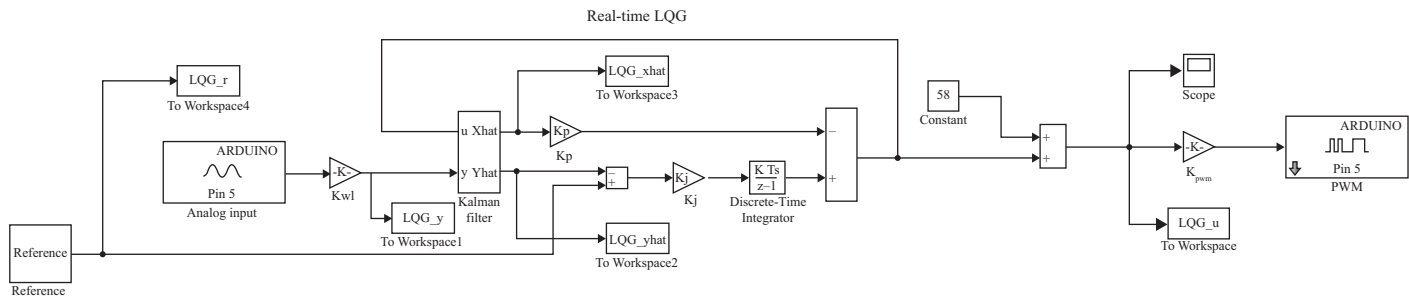 Real-time LQG
LQG_r
To Workspace4
LQG_xhat
To Workspace3
58
Constant
Scope
u Xhat
y Yhat
Kalman
filter
Kp
Kp
−
+
+
+
ARDUINO
Pin 5
Analog input
-K-
Kwl
−
+
Kj
Kj
K Ts
z−1
Discrete-Time
Integrator
-K-
Kpwm
ARDUINO
Pin 5
PWM
LQG_y
To Workspace1
LQG_yhat
To Workspace2
LQG_u
To Workspace
Reference
Reference